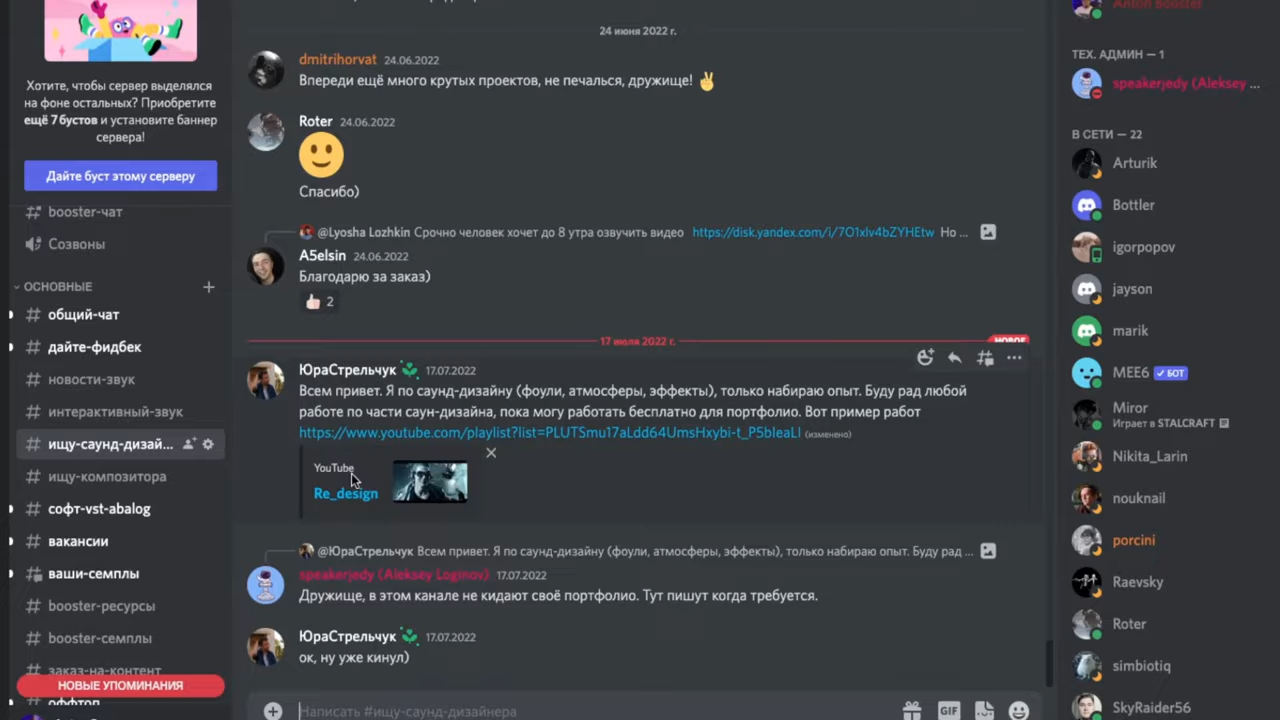 Хотите, чтобы сервер выделялся
на фоне остальных? Приобретите
ещё 7 бустов и установите баннер
сервера!
Дайте буст этому серверу
booster-чат
Созвоны
ОСНОВНЫЕ
общий-чат
дайте-фидбек
новости-звук
интерактивный-звук
ищу-саунд-дизай...
ищу-композитора
софт-vst-abalog
вакансии
ваши-семплы
booster-ресурсы
booster-семплы
заказ-на-контент
НОВЫЕ УПОМИНАНИЯ
оффтоп
24 июня 2022 г.
dmitrihorvat 24.06.2022
Впереди ещё много крутых проектов, не печалься, дружище!
Roter 24.06.2022
Спасибо)
@Lyosha Lozhkin Срочно человек хочет до 8 утра озвучить видео https://disk.yandex.com/i/7O1xlv4bZYHEtw Но ...
A5elsin 24.06.2022
Благодарю за заказ)
2
17 июля 2022 г.
НОВОЕ
ЮраСтрельчук 17.07.2022
Всем привет. Я по саунд-дизайну (фоули, атмосферы, эффекты), только набираю опыт. Буду рад любой
работе по части саун-дизайна, пока могу работать бесплатно для портфолио. Вот пример работ
https://www.youtube.com/playlist?list=PLUTSmu17aLdd64UmsHxybi-t_P5bIeaLI (изменено)
YouTube
Re_design
@ЮраСтрельчук Всем привет. Я по саунд-дизайну (фоули, атмосферы, эффекты), только набираю опыт. Буду рад ...
speakerjedy (Aleksey Loginov) 17.07.2022
Дружище, в этом канале не кидают своё портфолио. Тут пишут когда требуется.
ЮраСтрельчук 17.07.2022
ок, ну уже кинул)
Написать #ищу-саунд-дизайнера
GIF
Anton Booster
ТЕХ. АДМИН — 1
speakerjedy (Aleksey ...
В СЕТИ — 22
Arturik
Bottler
igorpopov
jayson
marik
MEE6 БОТ
Miror
Играет в STALCRAFT
Nikita_Larin
nouknail
porcini
Raevsky
Roter
simbiotiq
SkyRaider56